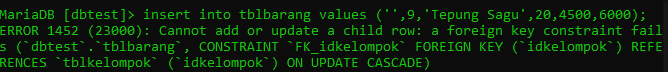 MariaDB [dbtest]> insert into tblbarang values ('',9,'Tepung Sagu',20,4500,6000);
ERROR 1452 (23000): Cannot add or update a child row: a foreign key constraint fail
s (`dbtest`.`tblbarang`, CONSTRAINT `FK_idkelompok` FOREIGN KEY (`idkelompok`) REFE
RENCES `tblkelompok` (`idkelompok`) ON UPDATE CASCADE)